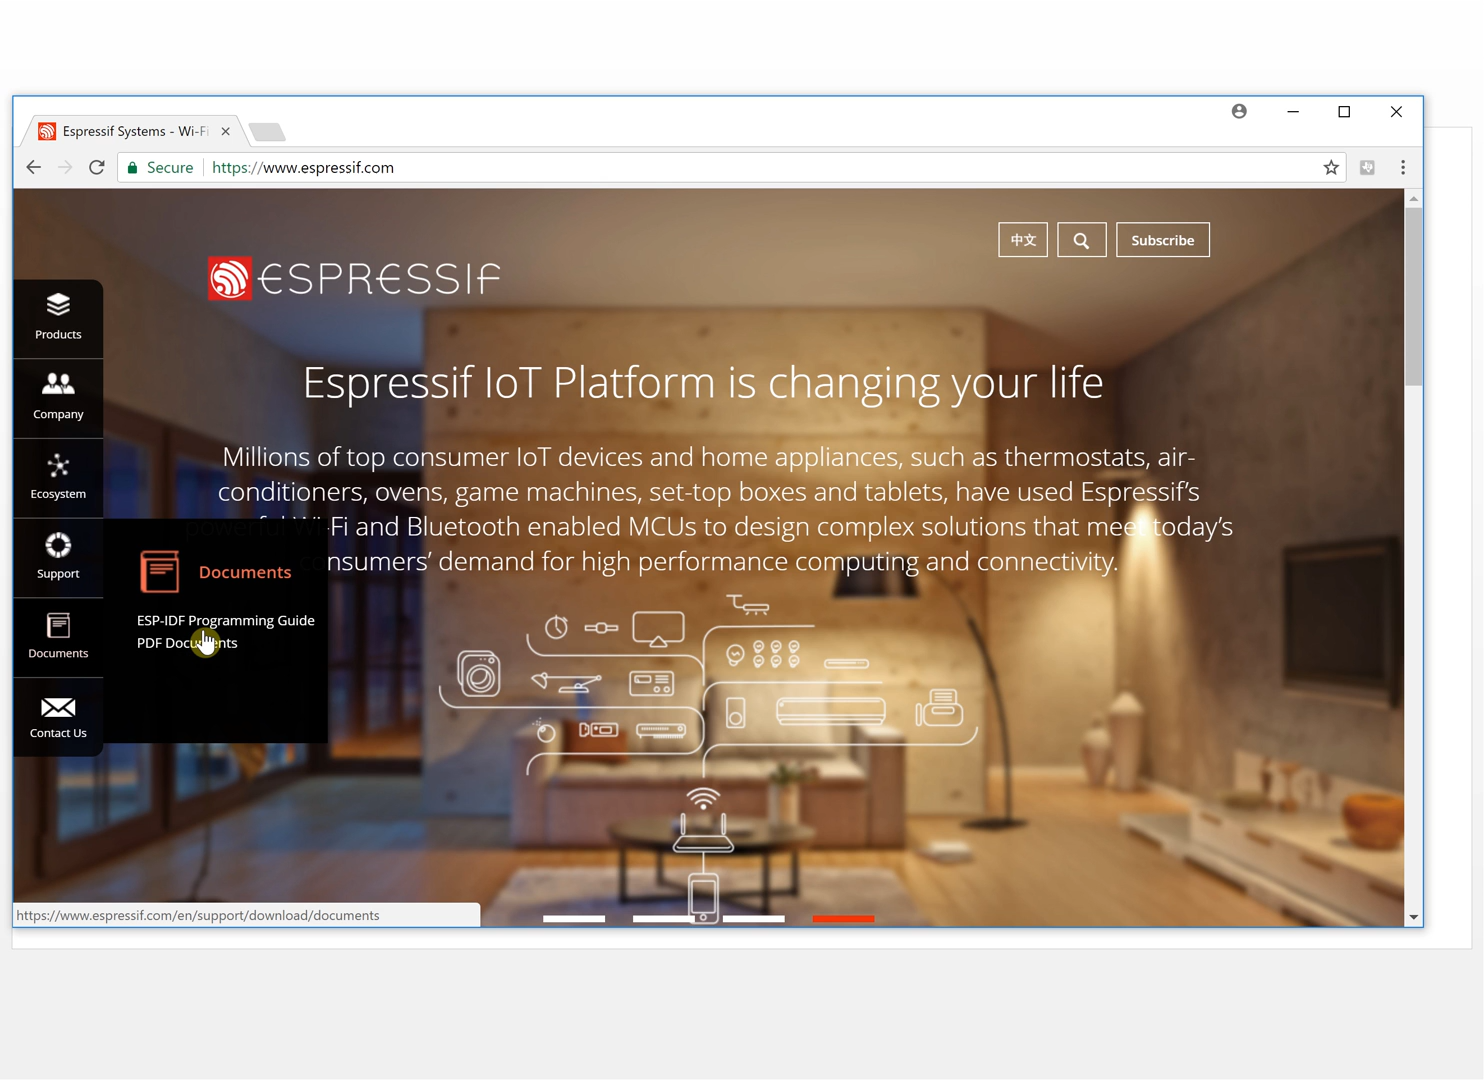 Espressif Systems - Wi-Fi
Secure
https://www.espressif.com
中文
Subscribe
ESPRESSIF
Products
Company
Ecosystem
Support
Documents
Contact Us
Espressif IoT Platform is changing your life
Millions of top consumer IoT devices and home appliances, such as thermostats, air-
conditioners, ovens, game machines, set-top boxes and tablets, have used Espressif’s
powerful Wi-Fi and Bluetooth enabled MCUs to design complex solutions that meet today’s
consumers’ demand for high performance computing and connectivity.
Documents
ESP-IDF Programming Guide
PDF Documents
https://www.espressif.com/en/support/download/documents